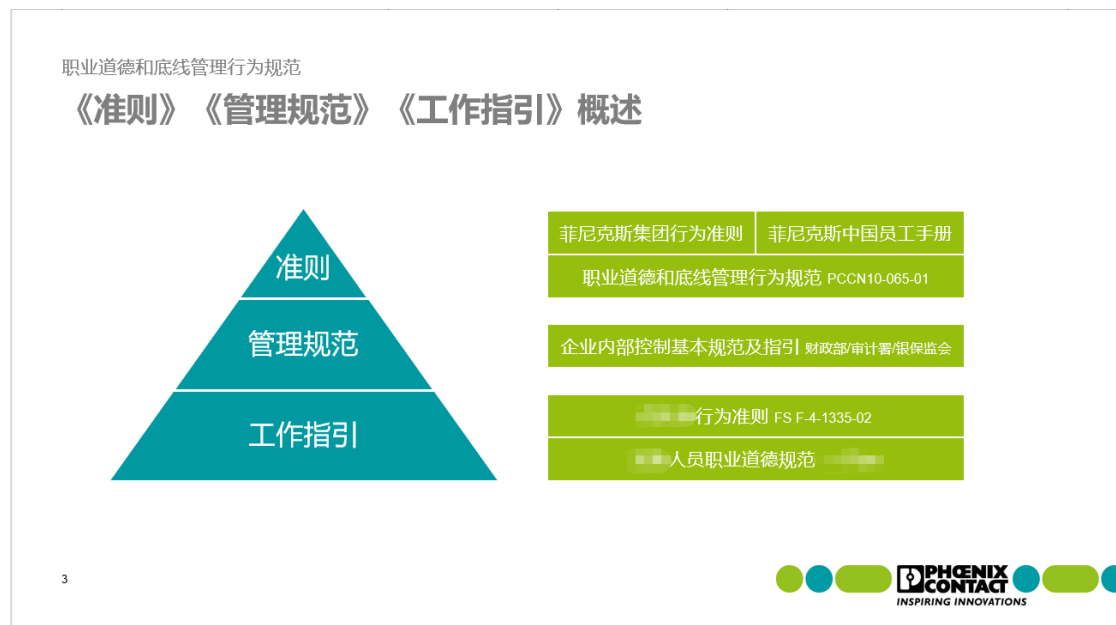 职业道德和底线管理行为规范
《准则》《管理规范》《工作指引》概述
准则
管理规范
工作指引
菲尼克斯集团行为准则
菲尼克斯中国员工手册
职业道德和底线管理行为规范 PCCN10-065-01
企业内部控制基本规范及指引 财政部/审计署/银保监会
行为准则 FS F-4-1335-02
人员职业道德规范
3
PHŒNIX
CONTACT
INSPIRING INNOVATIONS